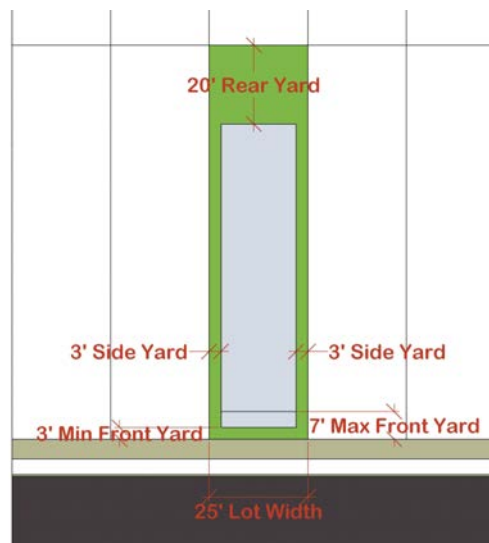 20' Rear Yard
3' Side Yard
3' Side Yard
7' Max Front Yard
3' Min Front Yard
25' Lot Width